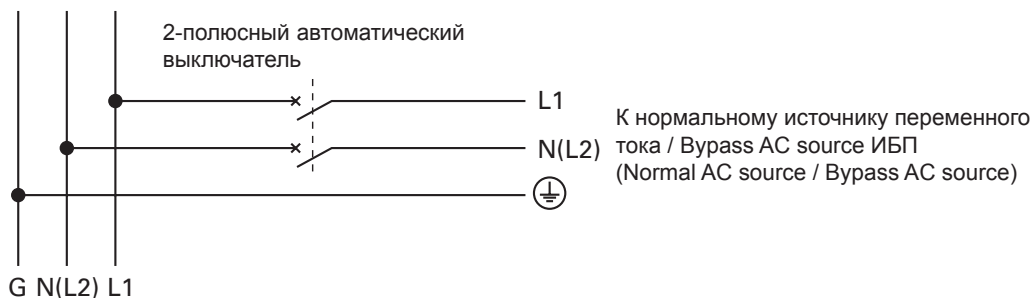 2-полюсный автоматический
выключатель
L1
N(L2)
К нормальному источнику переменного
тока / Bypass AC source ИБП
(Normal AC source / Bypass AC source)
G N(L2) L1